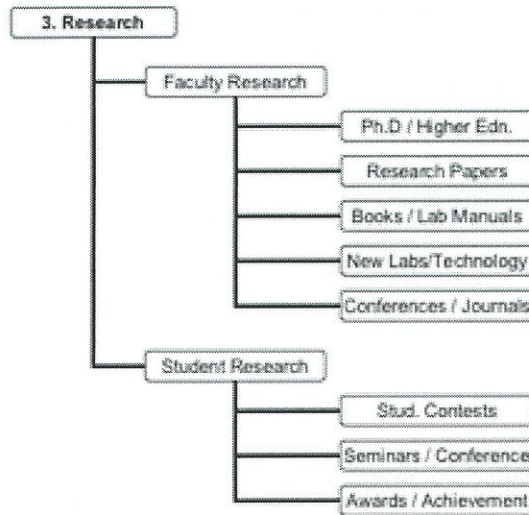 3. Research
Faculty Research
Ph.D / Higher Edn.
Research Papers
Books / Lab Manuals
New Labs/Technology
Conferences / Journals
Student Research
Stud. Contests
Seminars / Conference
Awards / Achievement